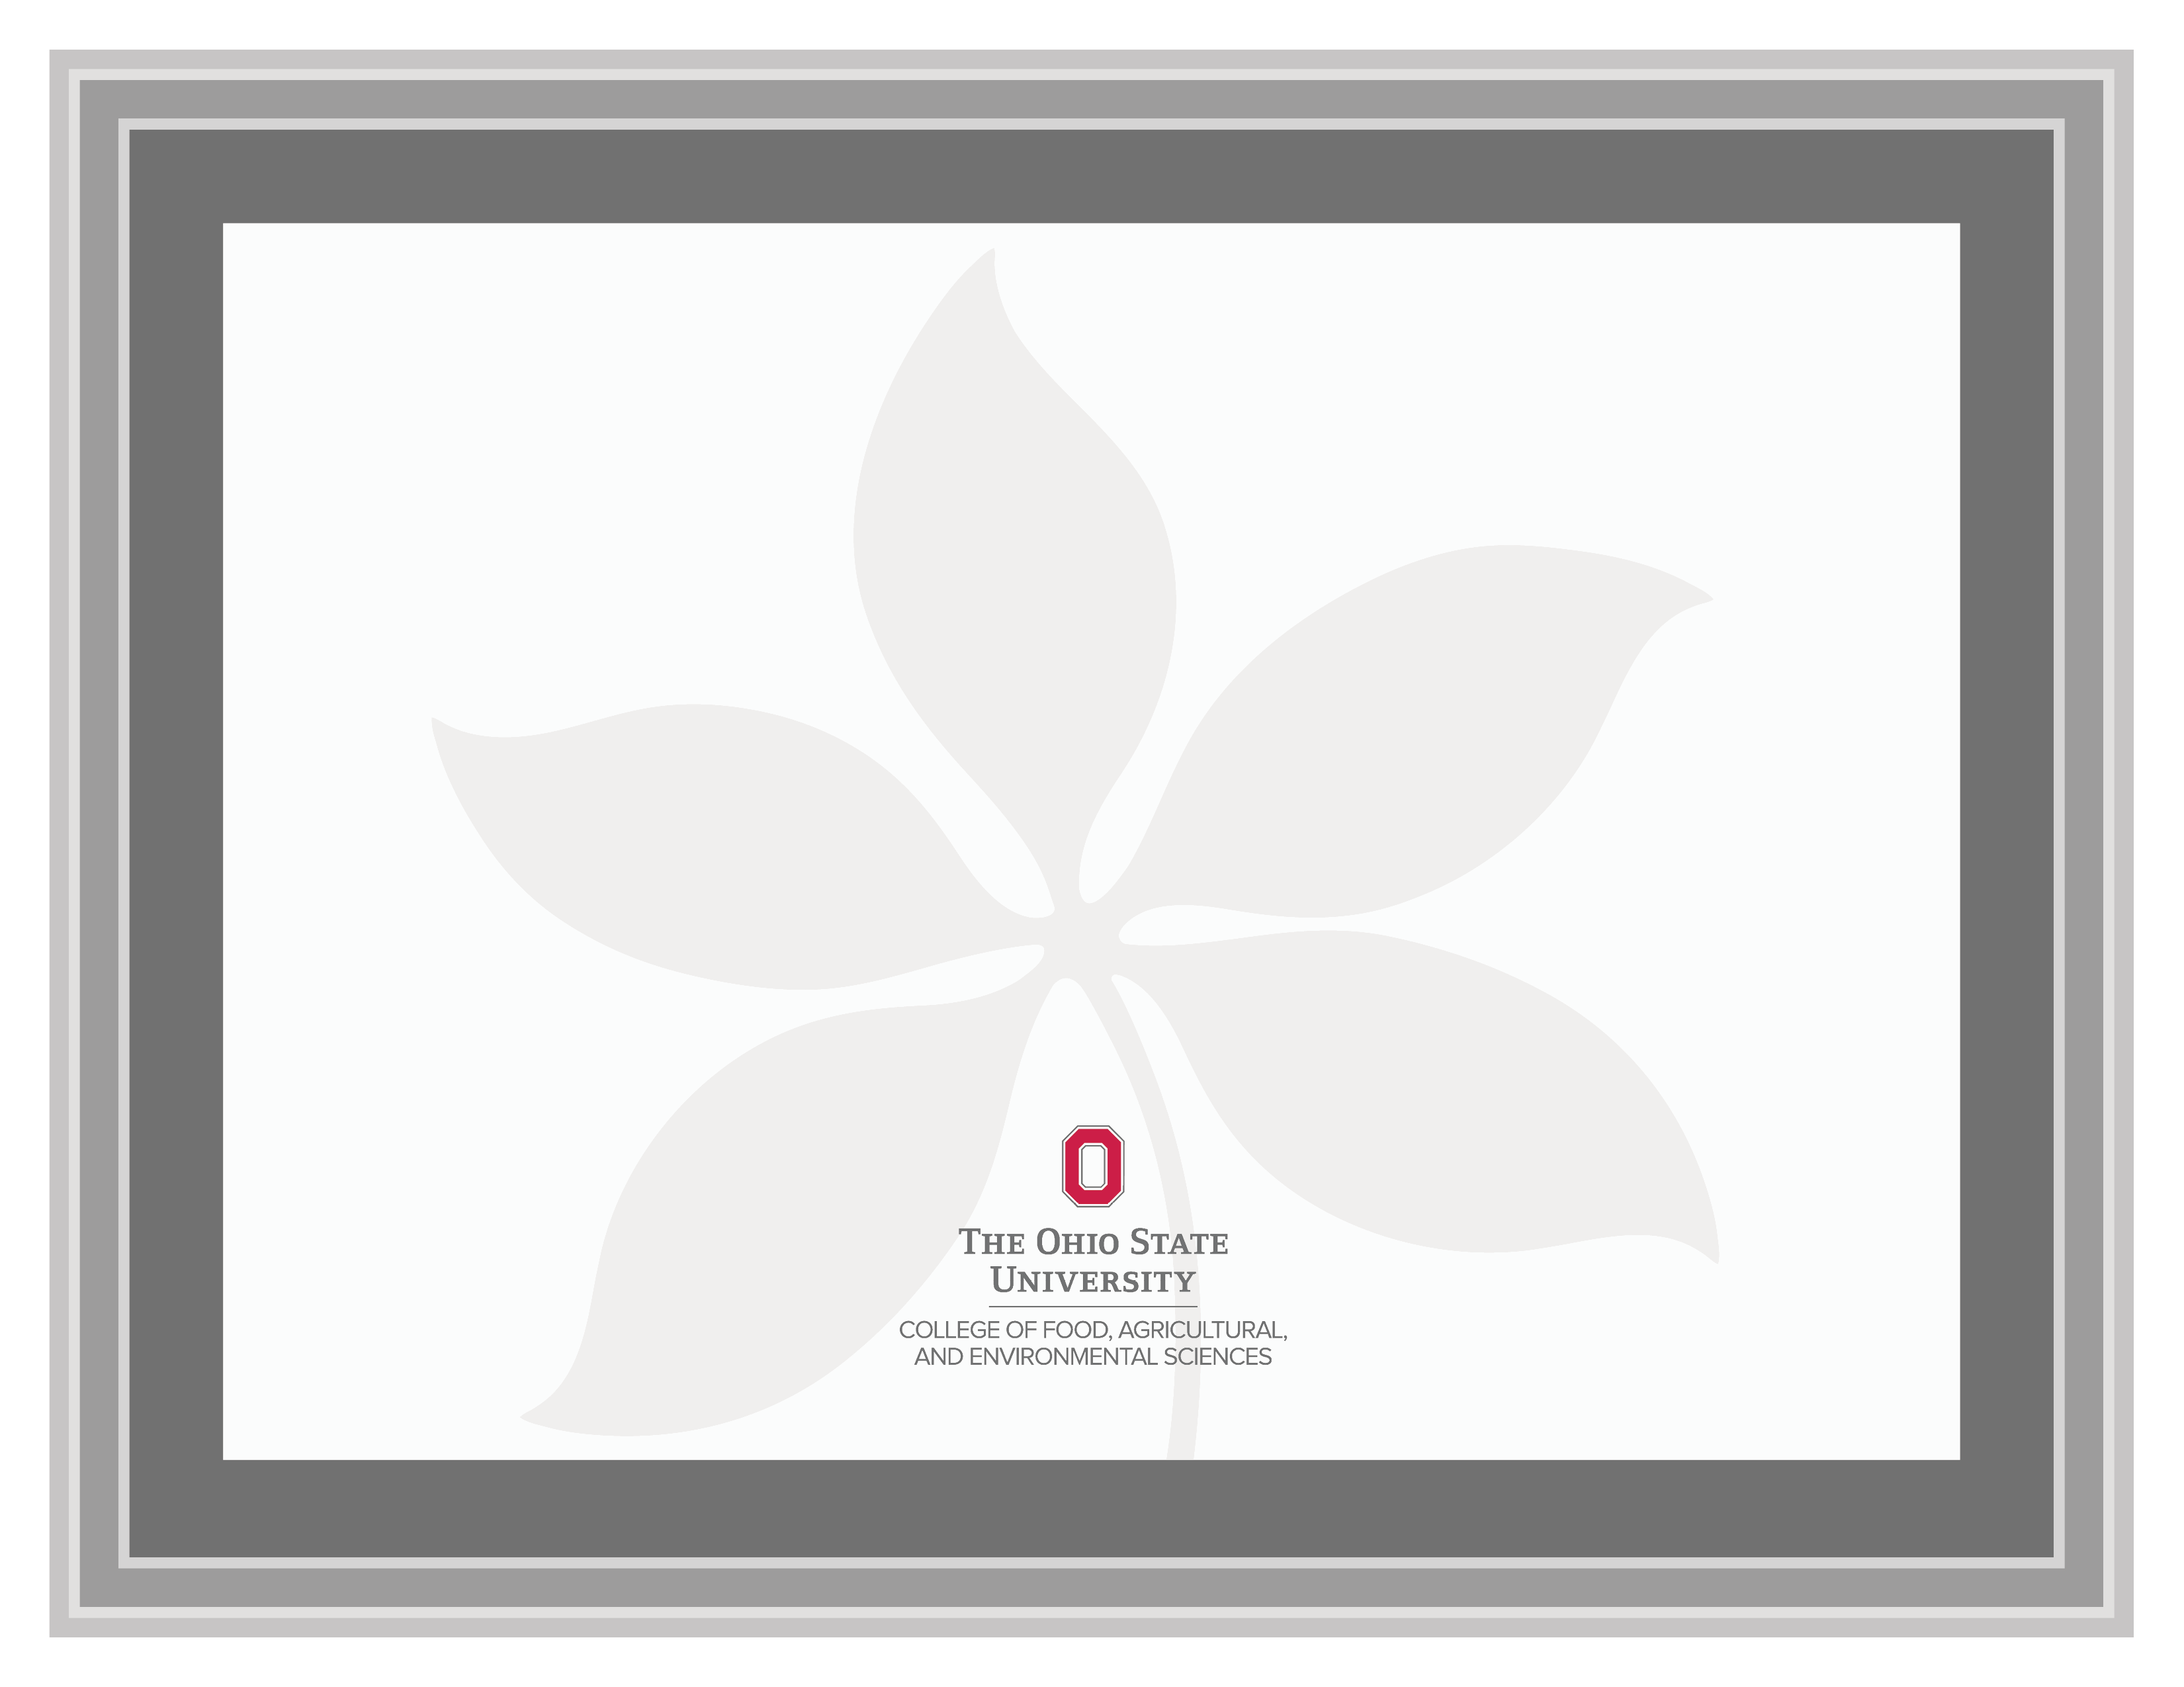 O
THE OHIO STATE
UNIVERSITY
COLLEGE OF FOOD, AGRICULTURAL,
AND ENVIRONMENTAL SCIENCES